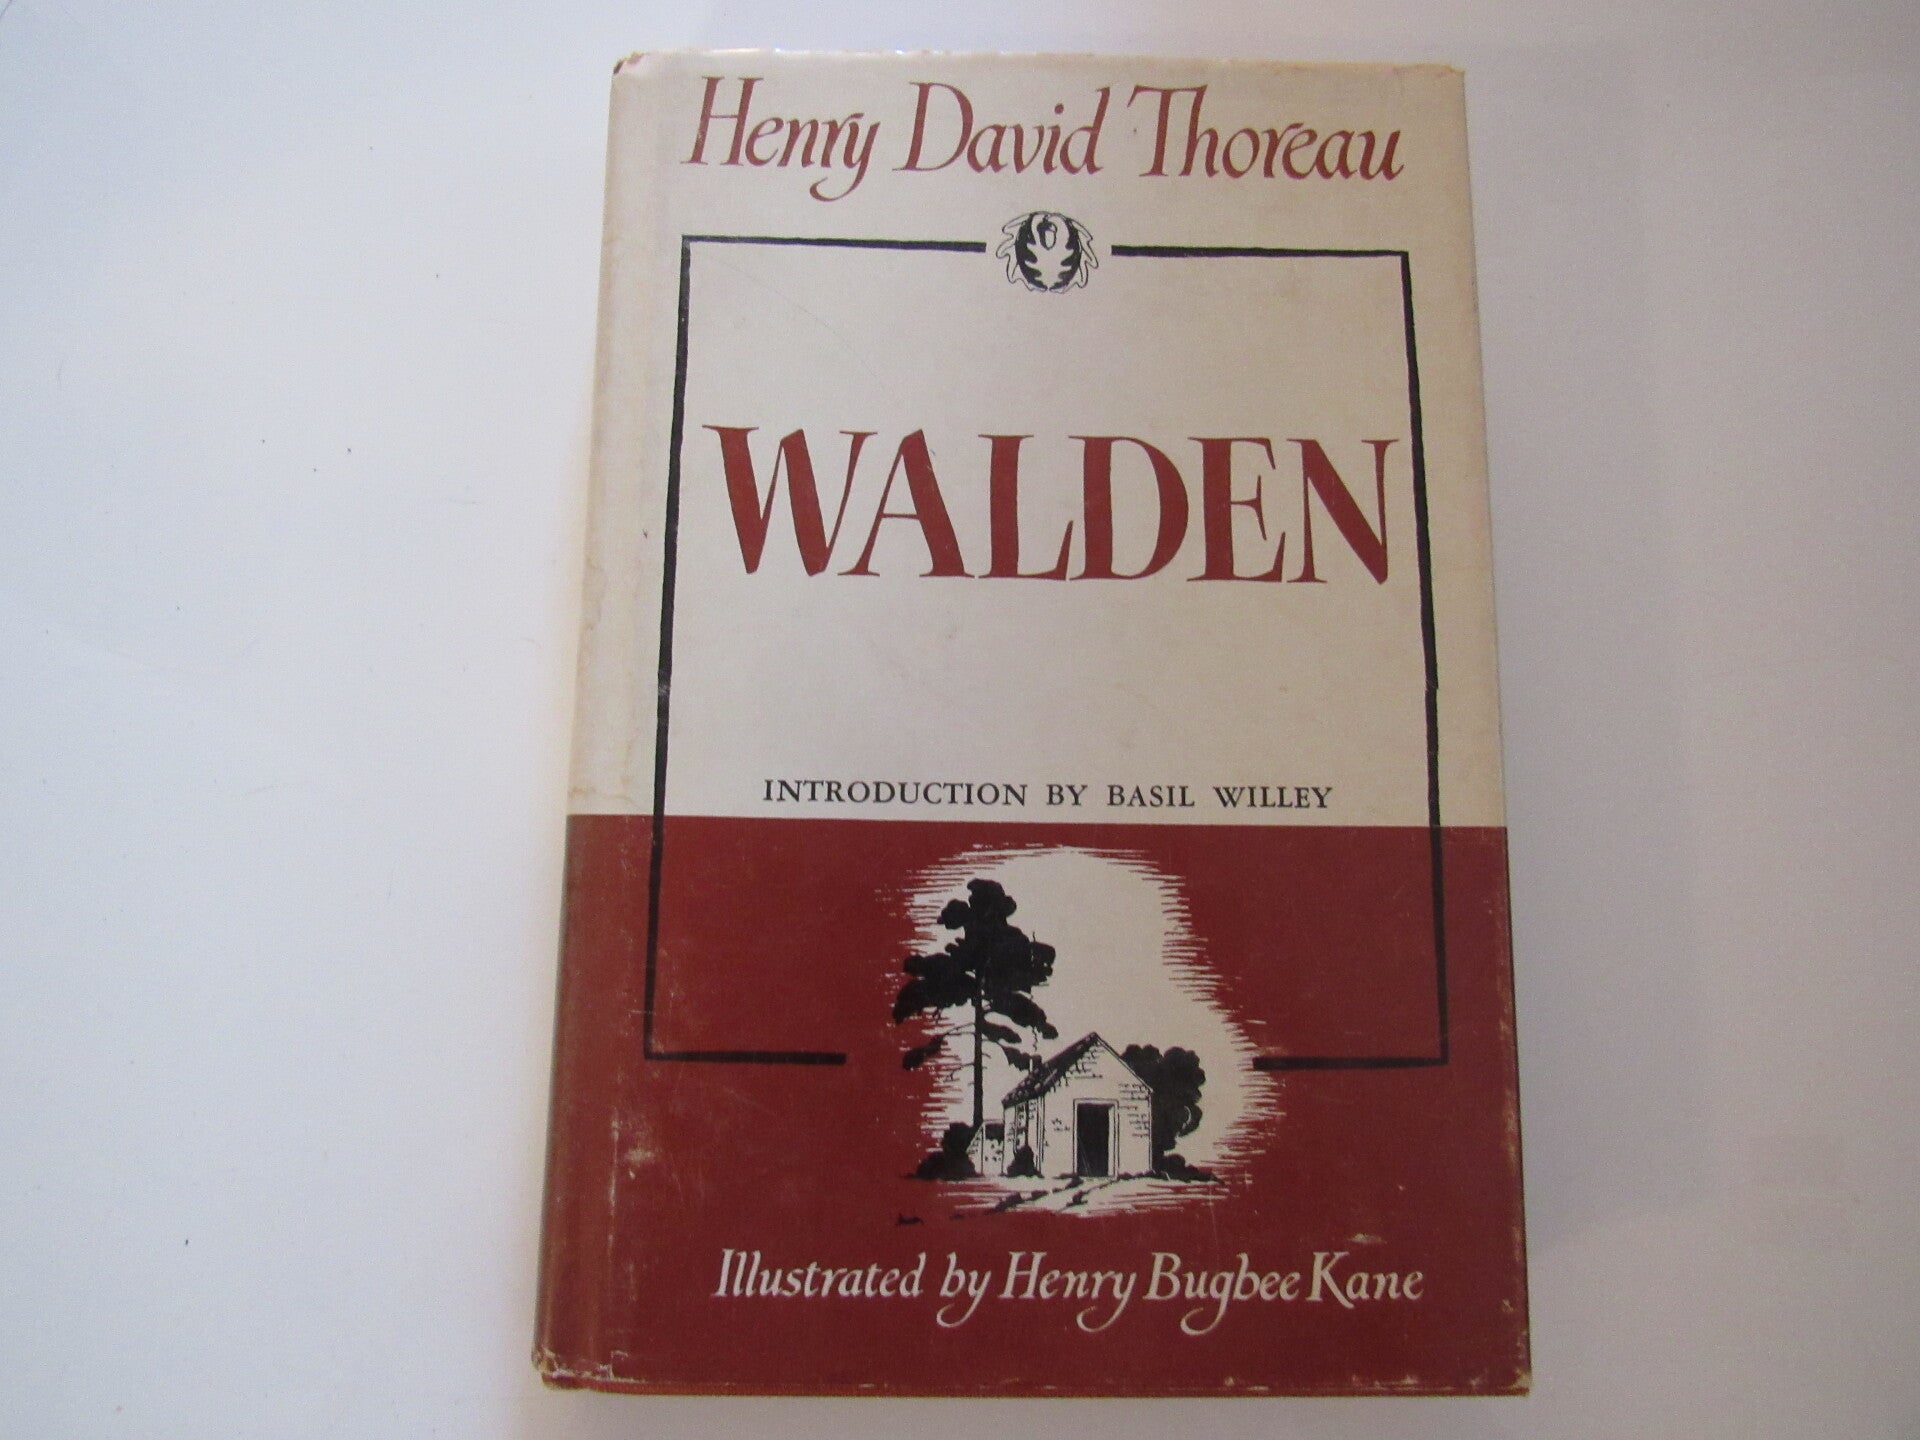 Henry David Thoreau
WALDEN
INTRODUCTION BY BASIL WILLEY
Illustrated by Henry Bugbee Kane